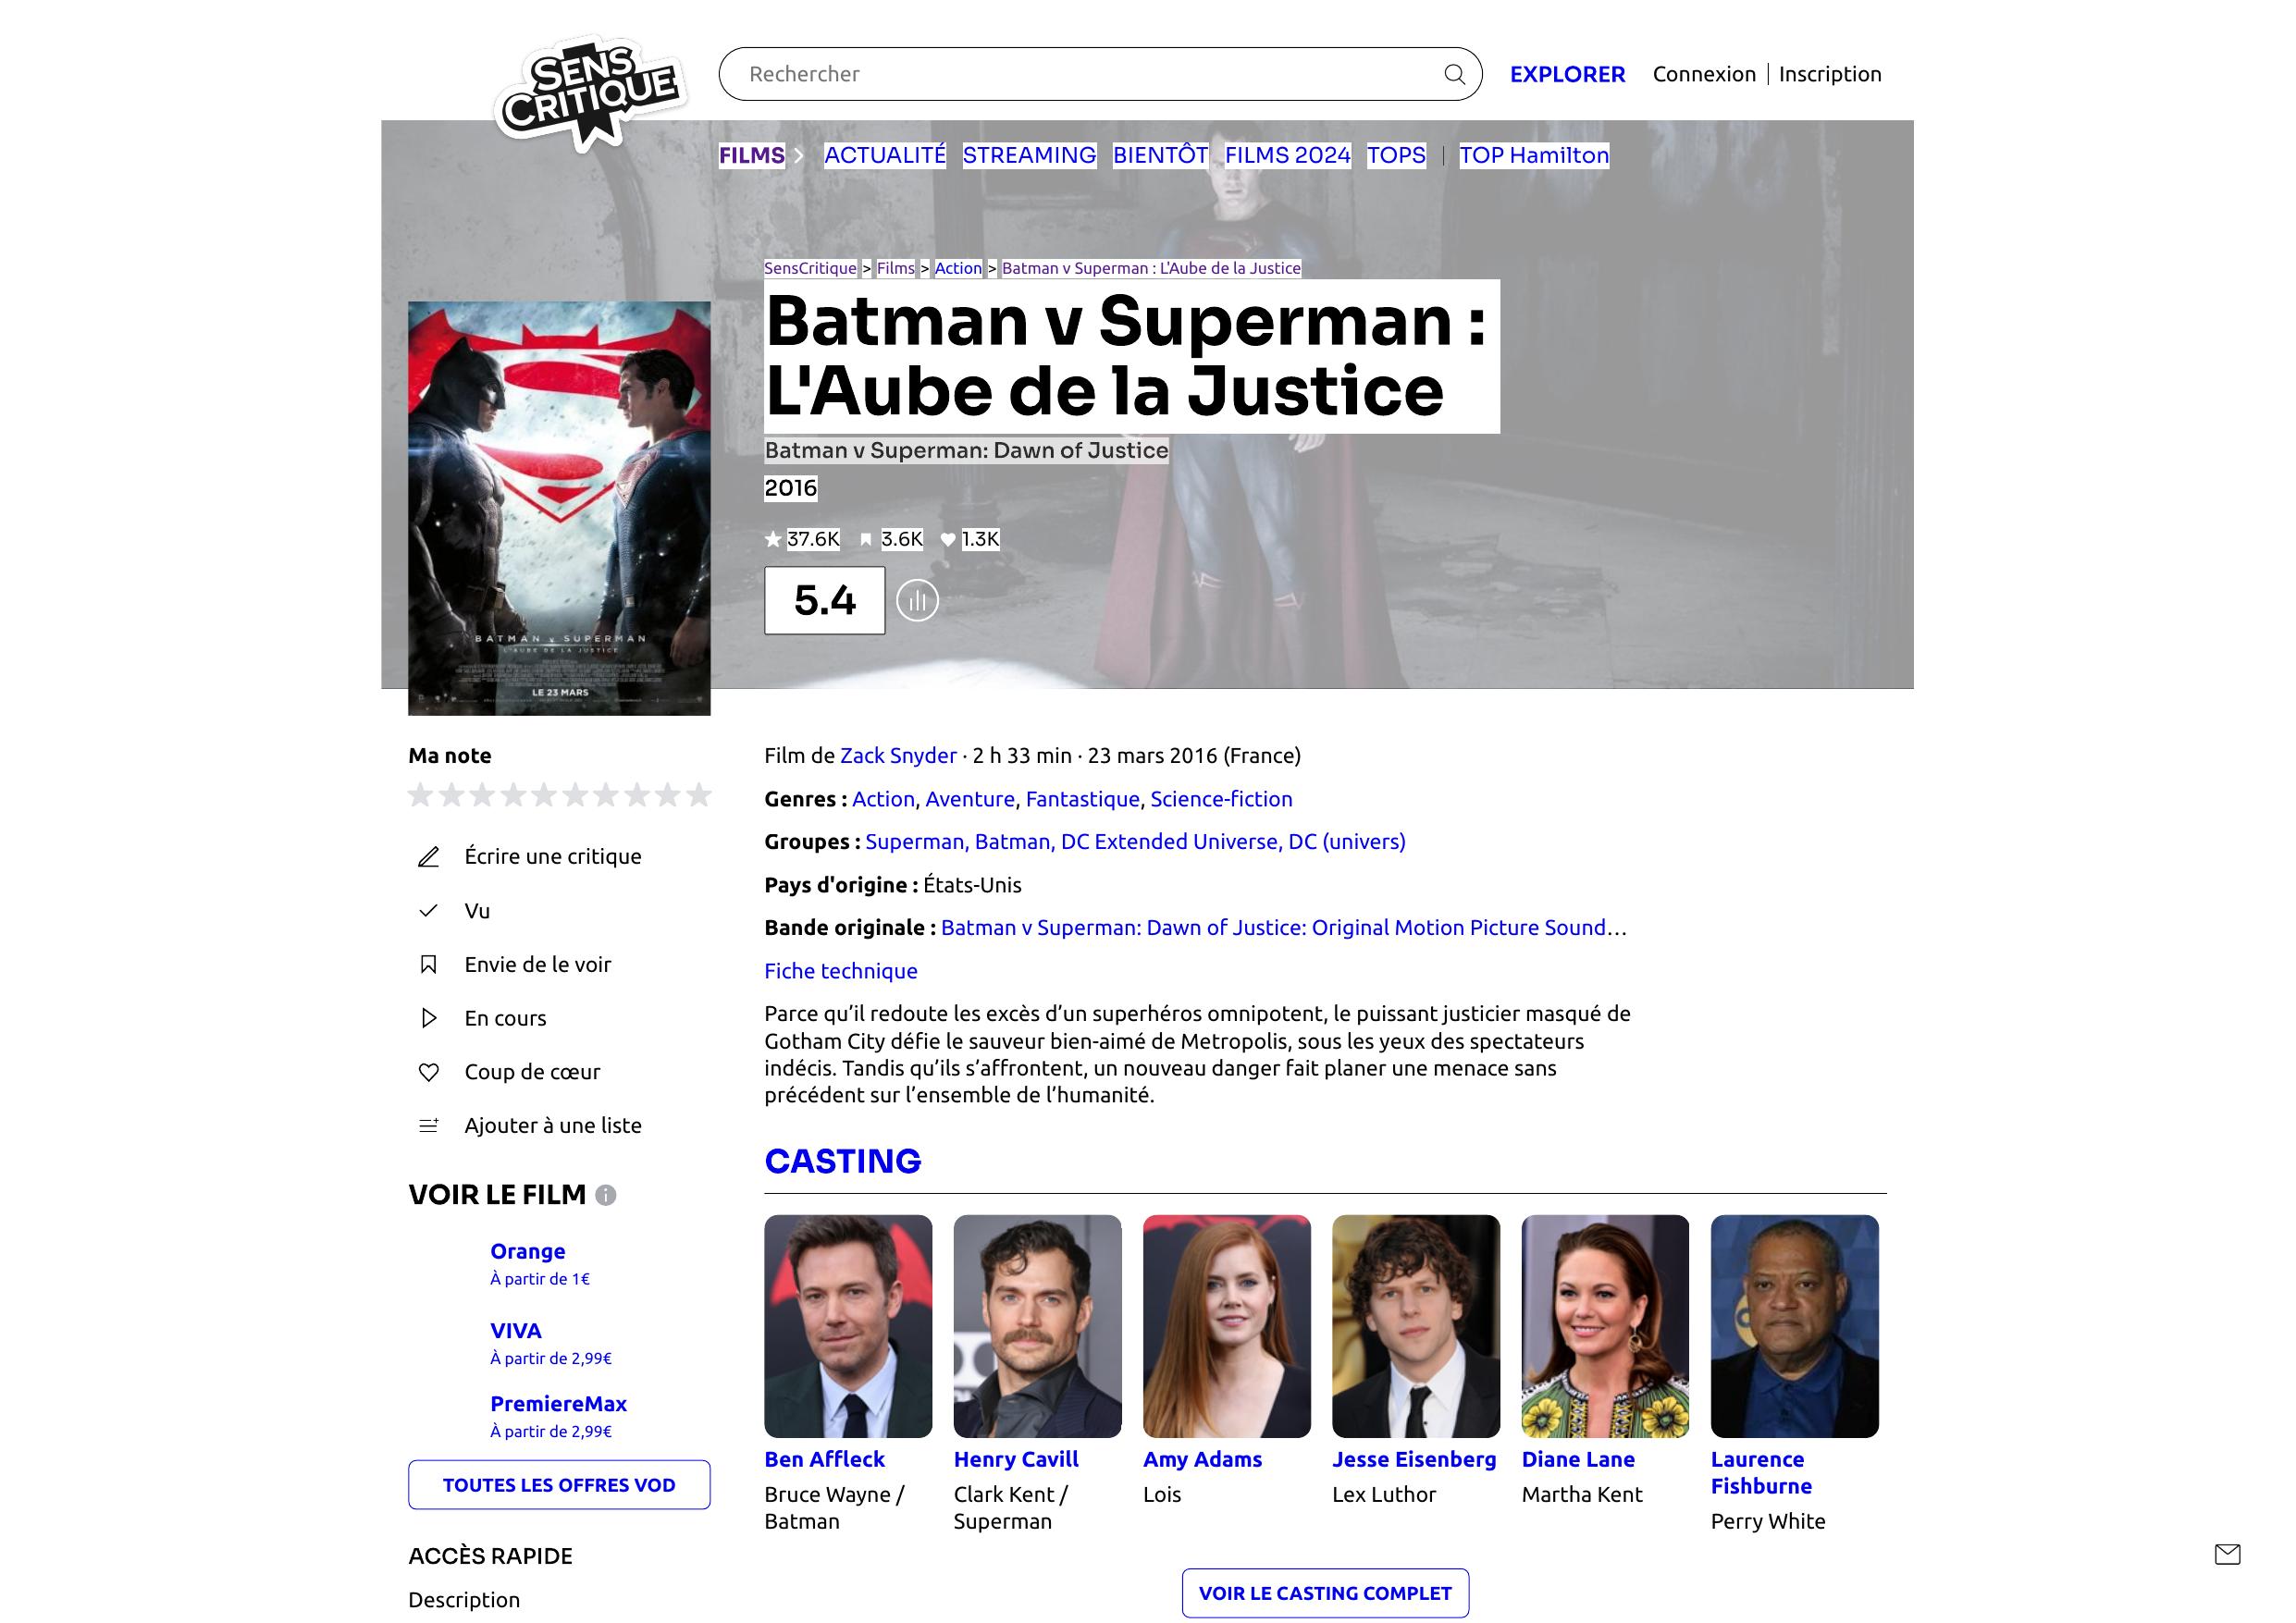 SENS CRITIQUE
Rechercher
EXPLORER
Connexion | Inscription
FILMS
ACTUALITÉ
STREAMING
BIENTÔT
FILMS 2024
TOPS
TOP Hamilton
SensCritique > Films > Action > Batman v Superman : L'Aube de la Justice
Batman v Superman :
L'Aube de la Justice
Batman v Superman: Dawn of Justice
2016
37.6K
3.6K
1.3K
5.4
BATMAN v SUPERMAN
L'AUBE DE LA JUSTICE
LE 23 MARS
Ma note
Écrire une critique
Vu
Envie de le voir
En cours
Coup de cœur
Ajouter à une liste
VOIR LE FILM
Orange
À partir de 1€
VIVA
À partir de 2,99€
PremiereMax
À partir de 2,99€
TOUTES LES OFFRES VOD
ACCÈS RAPIDE
Description
Film de Zack Snyder · 2 h 33 min · 23 mars 2016 (France)
Genres : Action, Aventure, Fantastique, Science-fiction
Groupes : Superman, Batman, DC Extended Universe, DC (univers)
Pays d'origine : États-Unis
Bande originale : Batman v Superman: Dawn of Justice: Original Motion Picture Sound…
Fiche technique
Parce qu’il redoute les excès d’un superhéros omnipotent, le puissant justicier masqué de
Gotham City défie le sauveur bien-aimé de Metropolis, sous les yeux des spectateurs
indécis. Tandis qu’ils s’affrontent, un nouveau danger fait planer une menace sans
précédent sur l’ensemble de l’humanité.
CASTING
Ben Affleck
Bruce Wayne /
Batman
Henry Cavill
Clark Kent /
Superman
Amy Adams
Lois
Jesse Eisenberg
Lex Luthor
Diane Lane
Martha Kent
Laurence
Fishburne
Perry White
VOIR LE CASTING COMPLET